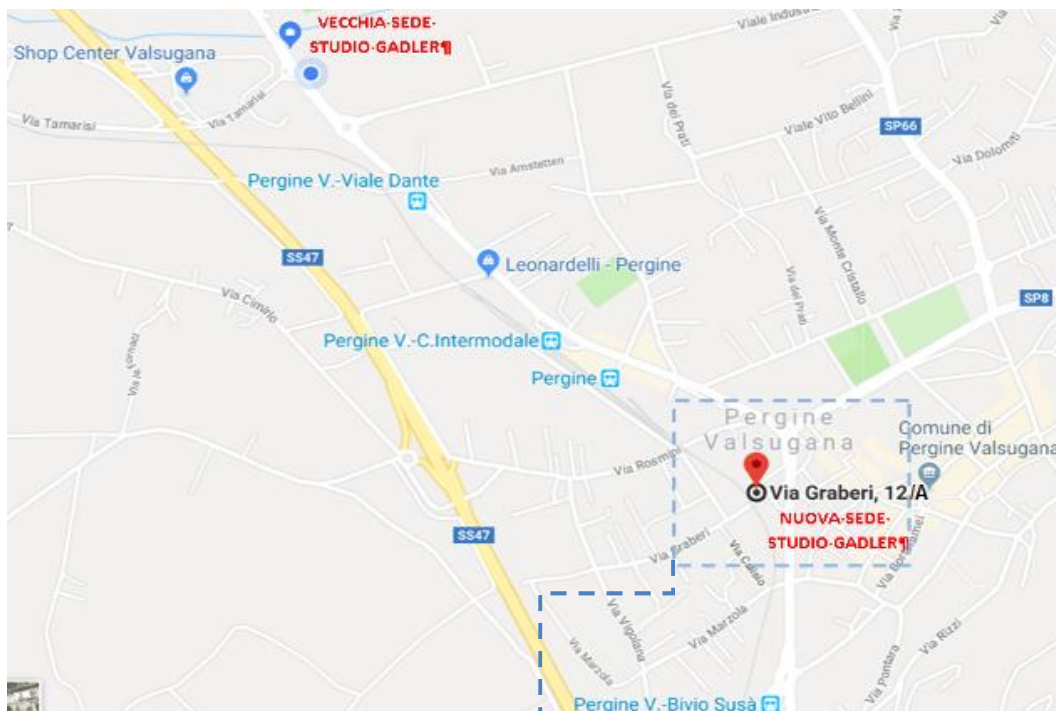 VECCHIA·SEDE·
STUDIO·GADLER¶
Viale Industria
Shop Center Valsugana
Via Tamarisi
Via Tamarisi
Via dei Prati
Viale Vito Bellini
SP66
Via Dolomiti
Via Amstetten
Pergine V.-Viale Dante
Via Monte Cristallo
SS47
Leonardelli - Pergine
Via dei Prati
Via Cimirlo
SP8
Pergine V.-C.Intermodale
Pergine
Pergine
Valsugana
Comune di
Pergine Valsugana
Via Rosmini
Via Graberi, 12/A
NUOVA·SEDE·
STUDIO·GADLER¶
SS47
Via Graberi
Via Marzola
Via Vigolana
Via Marzola
Via Rizzi
Via Pontara
Pergine V.-Bivio Susà